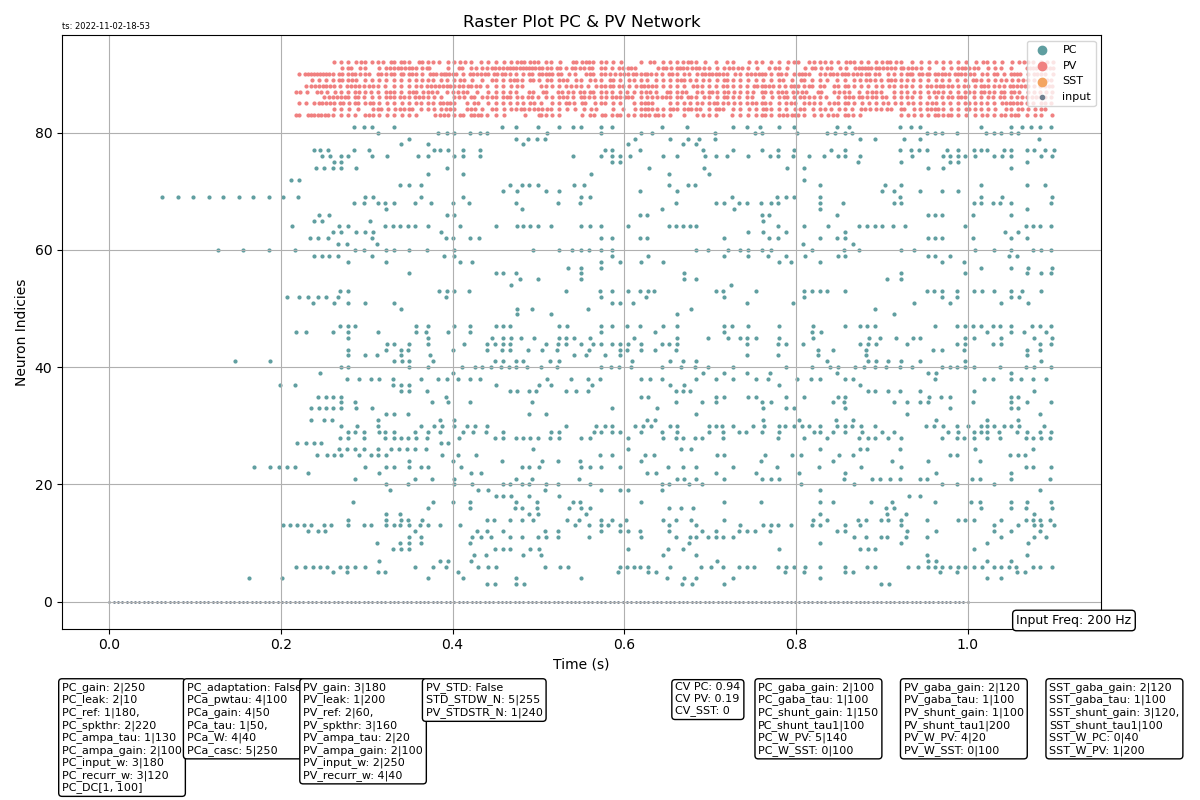 Raster Plot PC & PV Network
ts: 2022-11-02-18-53
PC
PV
SST
input
Neuron Indicies
80
60
40
20
0
0.0 0.2 0.4 0.6 0.8 1.0
Time (s)
Input Freq: 200 Hz
PC_gain: 2|250
PC_leak: 2|10
PC_ref: 1|180,
PC_spkthr: 2|220
PC_ampa_tau: 1|130
PC_ampa_gain: 2|100
PC_input_w: 3|180
PC_recurr_w: 3|120
PC_DC[1, 100]
PC_adaptation: False
PCa_pwtau: 4|100
PCa_gain: 4|50
PCa_tau: 1|50,
PCa_W: 4|40
PCa_casc: 5|250
PV_gain: 3|180
PV_leak: 1|200
PV_ref: 2|60,
PV_spkthr: 3|160
PV_ampa_tau: 2|20
PV_ampa_gain: 2|100
PV_input_w: 2|250
PV_recurr_w: 4|40
PV_STD: False
STD_STDW_N: 5|255
PV_STDSTR_N: 1|240
CV PC: 0.94
CV PV: 0.19
CV_SST: 0
PC_gaba_gain: 2|100
PC_gaba_tau: 1|100
PC_shunt_gain: 1|150
PC_shunt_tau1|100
PC_W_PV: 5|140
PC_W_SST: 0|100
PV_gaba_gain: 2|120
PV_gaba_tau: 1|100
PV_shunt_gain: 1|100
PV_shunt_tau1|200
PV_W_PV: 4|20
PV_W_SST: 0|100
SST_gaba_gain: 2|120
SST_gaba_tau: 1|100
SST_shunt_gain: 3|120,
SST_shunt_tau1|100
SST_W_PC: 0|40
SST_W_PV: 1|200